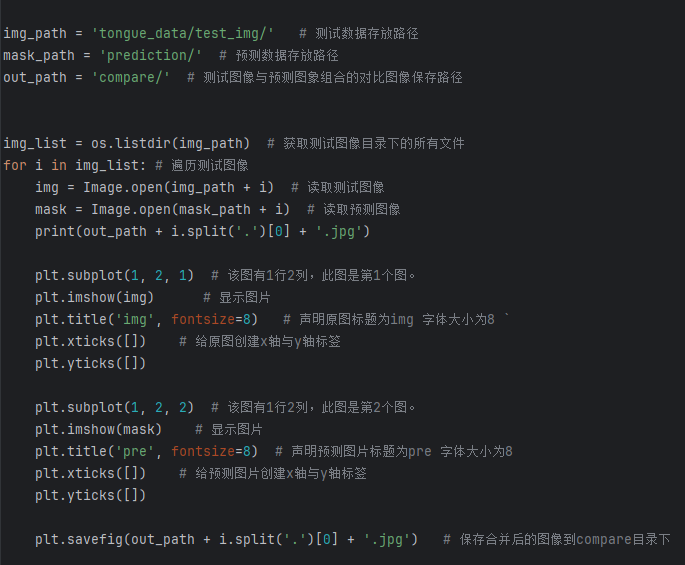 img_path = 'tongue_data/test_img/'   # 测试数据存放路径
mask_path = 'prediction/'  # 预测数据存放路径
out_path = 'compare/'  # 测试图像与预测图象组合的对比图像保存路径
img_list = os.listdir(img_path)  # 获取测试图像目录下的所有文件
for i in img_list: # 遍历测试图像
    img = Image.open(img_path + i)  # 读取测试图像
    mask = Image.open(mask_path + i)  # 读取预测图像
    print(out_path + i.split('.')[0] + '.jpg')
    plt.subplot(1, 2, 1)  # 该图有1行2列，此图是第1个图。
    plt.imshow(img)      # 显示图片
    plt.title('img', fontsize=8)   # 声明原图标题为img 字体大小为8 `
    plt.xticks([])    # 给原图创建x轴与y轴标签
    plt.yticks([])
    plt.subplot(1, 2, 2)  # 该图有1行2列，此图是第2个图。
    plt.imshow(mask)    # 显示图片
    plt.title('pre', fontsize=8)  # 声明预测图片标题为pre 字体大小为8
    plt.xticks([])    # 给预测图片创建x轴与y轴标签
    plt.yticks([])
    plt.savefig(out_path + i.split('.')[0] + '.jpg')   # 保存合并后的图像到compare目录下